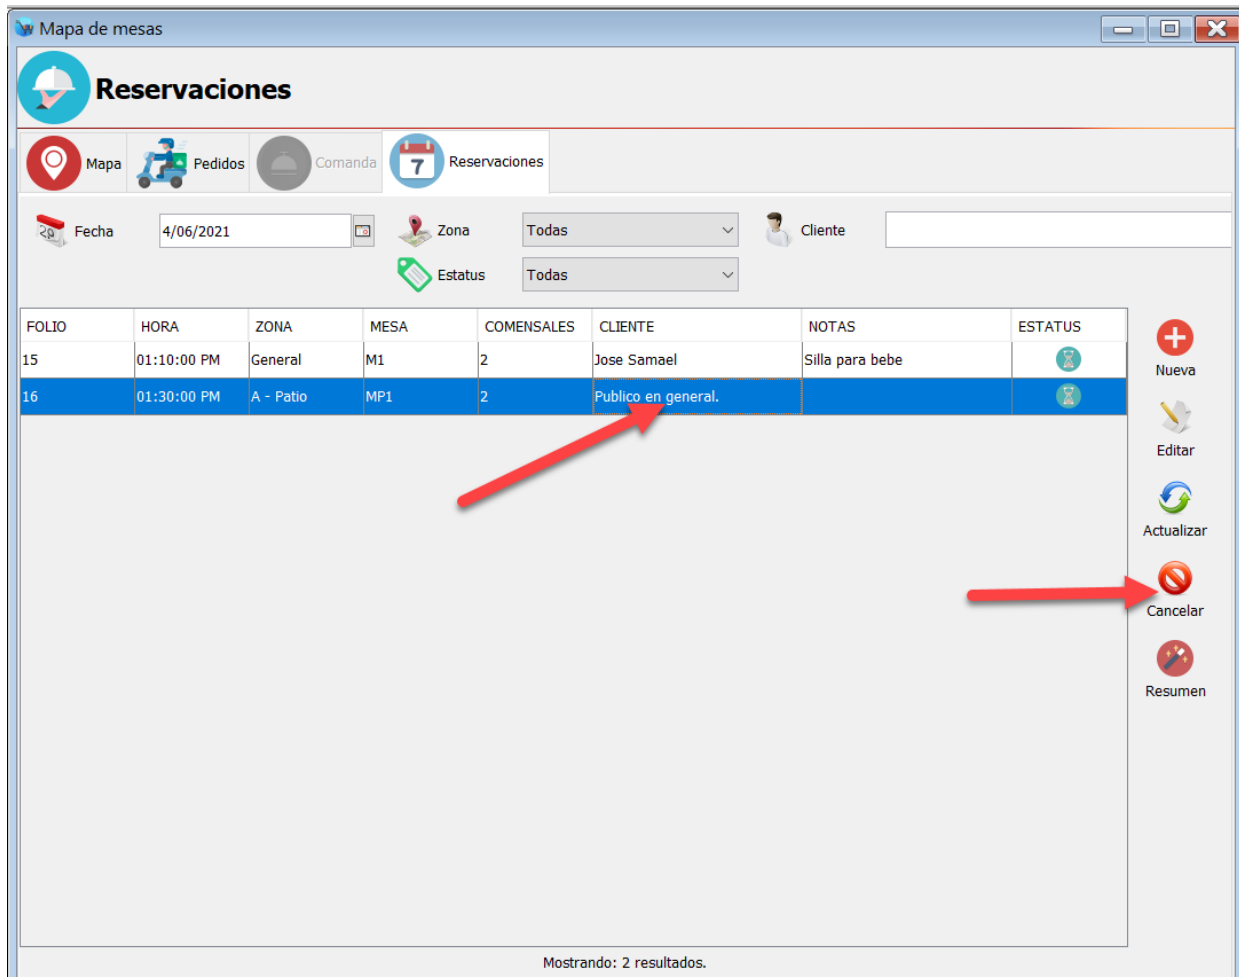 Mapa de mesas
Reservaciones
Mapa Pedidos Comanda 7 Reservaciones
Fecha 4/06/2021 Zona Todas Cliente
Estatus Todas
FOLIO HORA ZONA MESA COMENSALES CLIENTE NOTAS ESTATUS
15 01:10:00 PM General M1 2 Jose Samael Silla para bebe
16 01:30:00 PM A - Patio MP1 2 Publico en general.
Nueva
Editar
Actualizar
Cancelar
Resumen
Mostrando: 2 resultados.